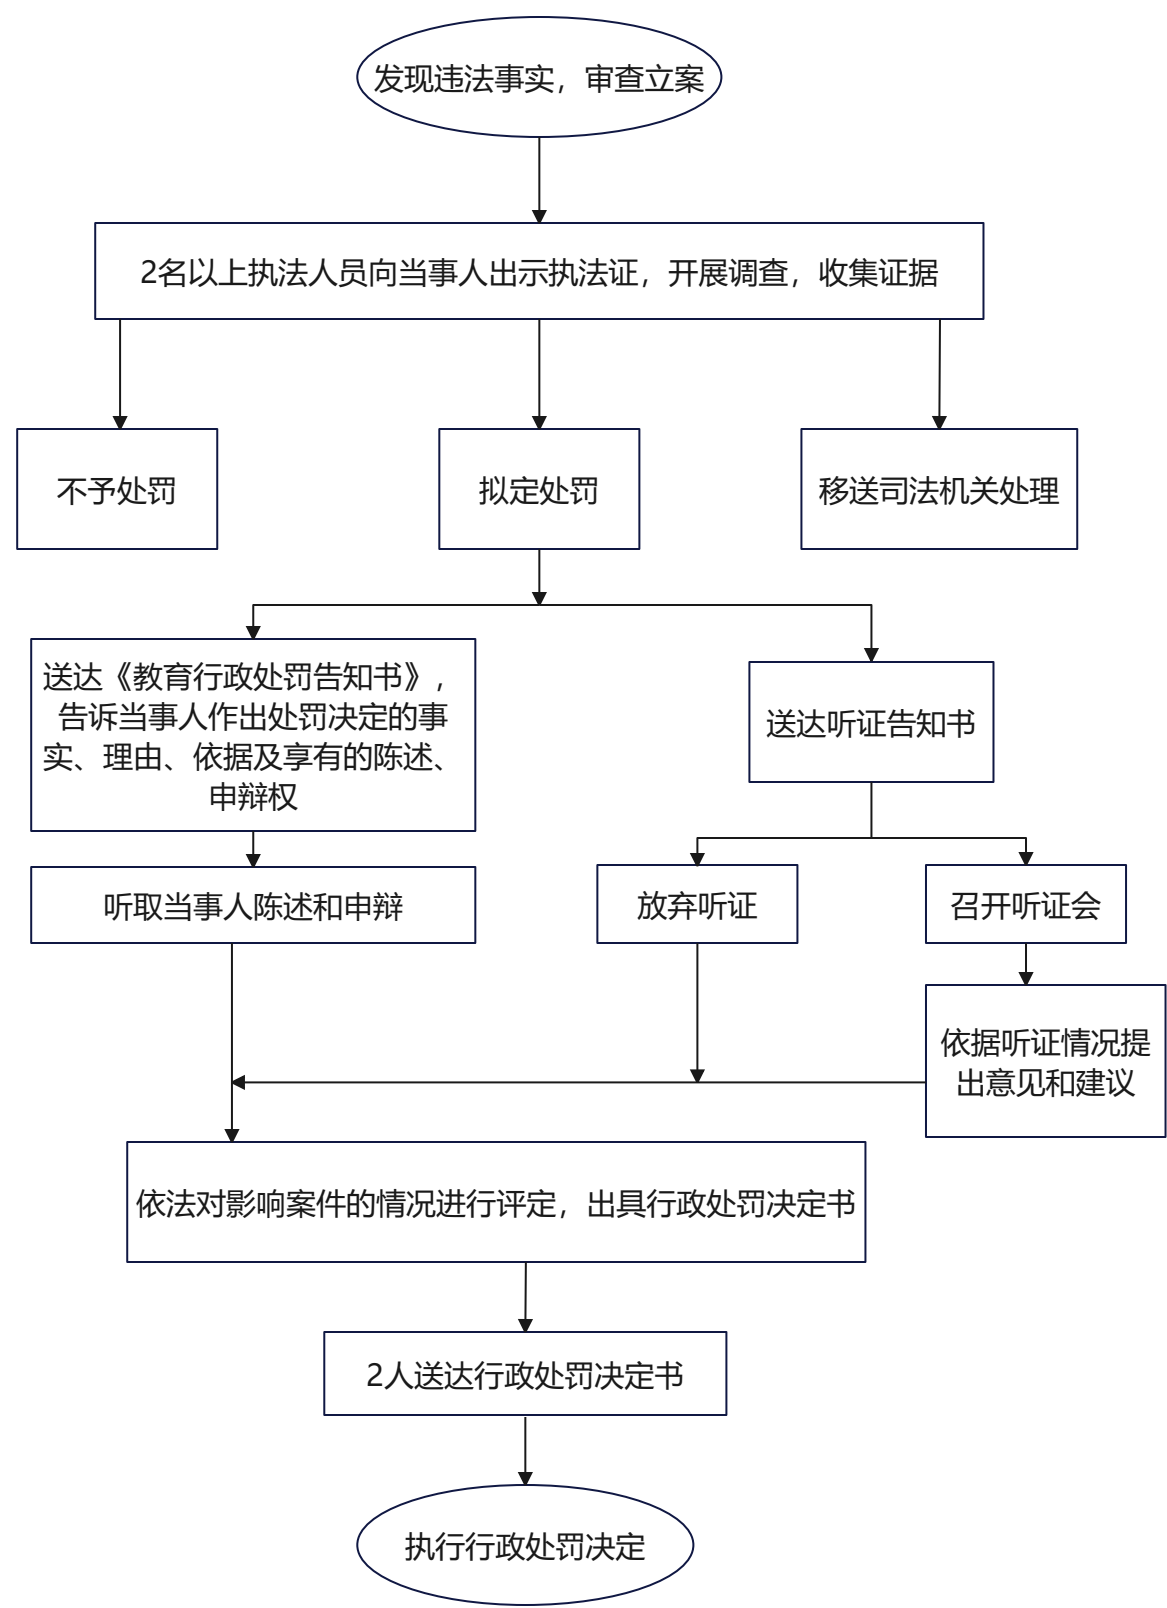 发现违法事实，审查立案
2名以上执法人员向当事人出示执法证，开展调查，收集证据
不予处罚
拟定处罚
移送司法机关处理
送达《教育行政处罚告知书》，
告诉当事人作出处罚决定的事
实、理由、依据及享有的陈述、
申辩权
送达听证告知书
听取当事人陈述和申辩
放弃听证
召开听证会
依据听证情况提
出意见和建议
依法对影响案件的情况进行评定，出具行政处罚决定书
2人送达行政处罚决定书
执行行政处罚决定